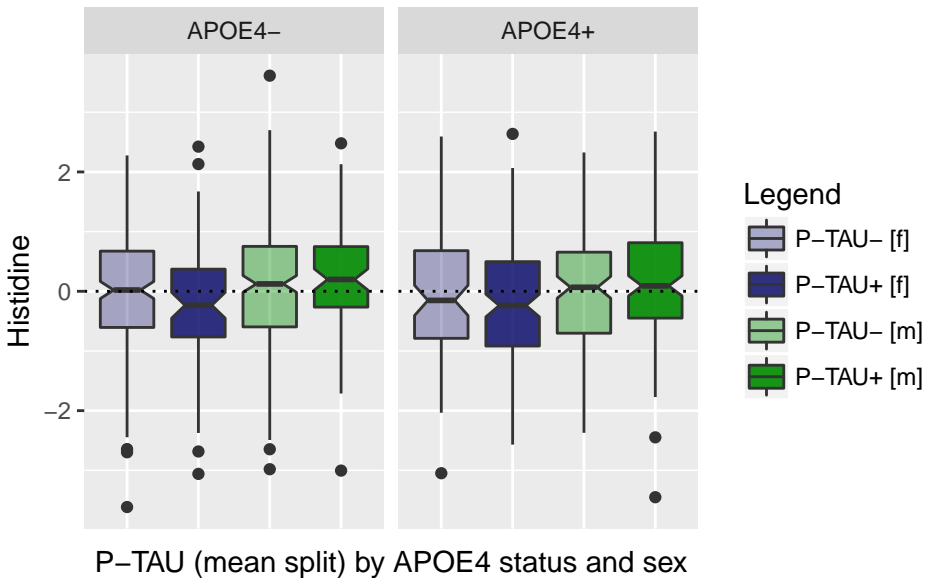 APOE4− APOE4+
Histidine
2
0
−2
Legend
P−TAU− [f]
P−TAU+ [f]
P−TAU− [m]
P−TAU+ [m]
P−TAU (mean split) by APOE4 status and sex